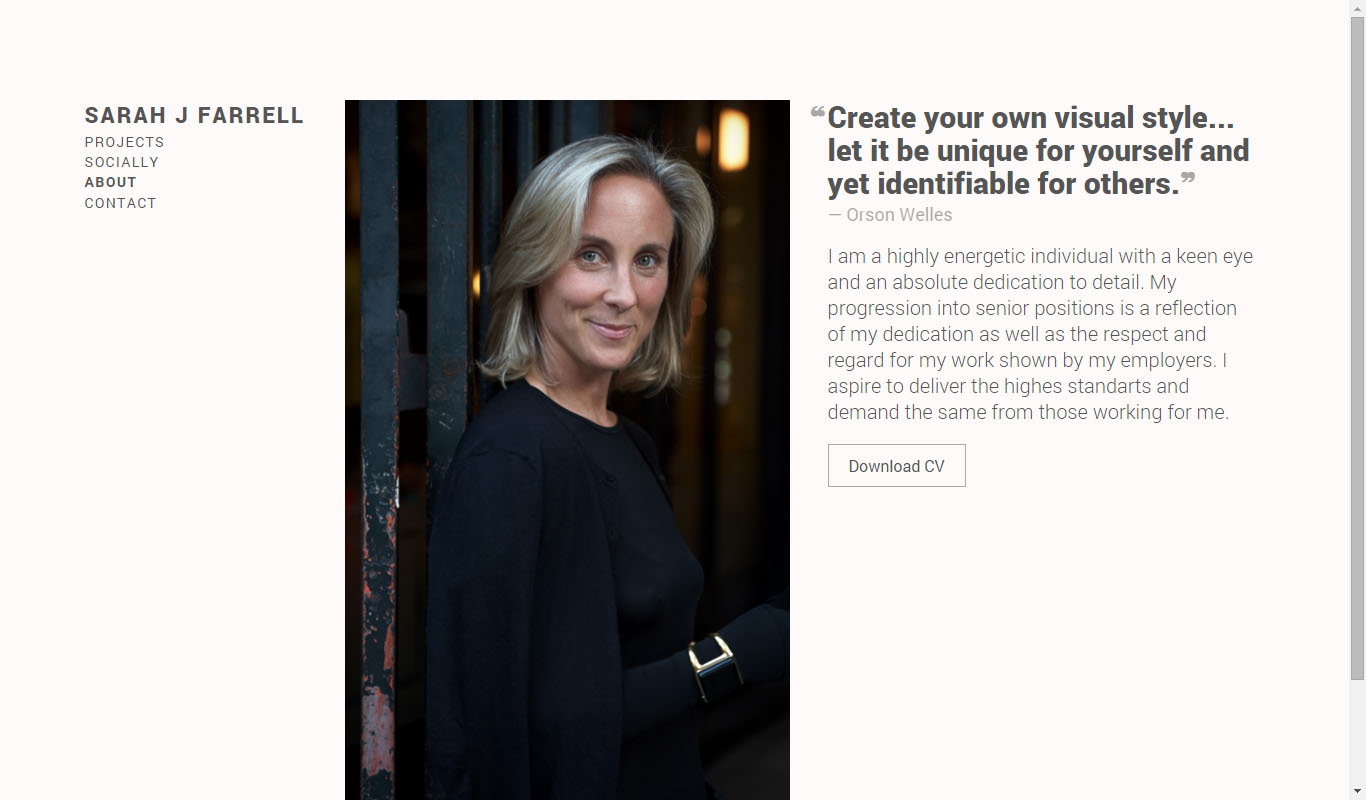 SARAH J FARRELL
PROJECTS
SOCIALLY
ABOUT
CONTACT
❝Create your own visual style...
let it be unique for yourself and
yet identifiable for others.❞
— Orson Welles
I am a highly energetic individual with a keen eye
and an absolute dedication to detail. My
progression into senior positions is a reflection
of my dedication as well as the respect and
regard for my work shown by my employers. I
aspire to deliver the highes standarts and
demand the same from those working for me.
Download CV